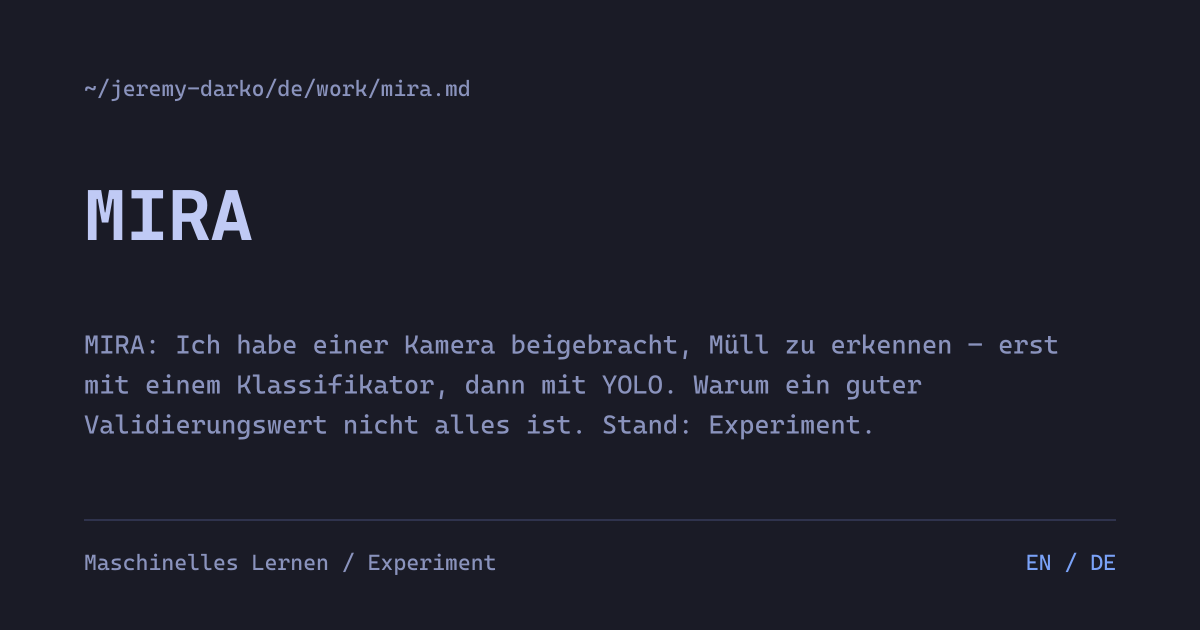 ~/jeremy-darko/de/work/mira.md
MIRA
MIRA: Ich habe einer Kamera beigebracht, Müll zu erkennen – erst
mit einem Klassifikator, dann mit YOLO. Warum ein guter
Validierungswert nicht alles ist. Stand: Experiment.
Maschinelles Lernen / Experiment
EN / DE